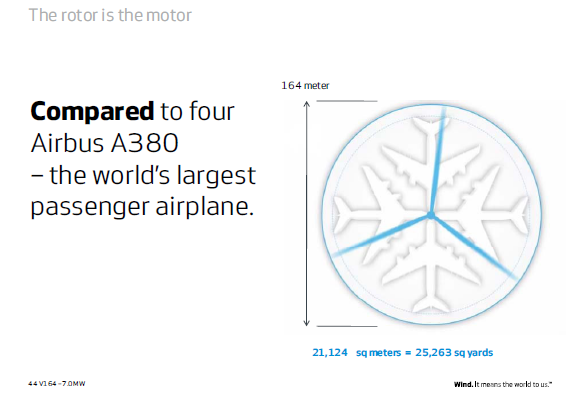 The rotor is the motor
164 meter
Compared to four
Airbus A380
– the world's largest
passenger airplane.
21,124 sq meters = 25,263 sq yards
44 V164 –7.0MW
Wind. It means the world to us.™